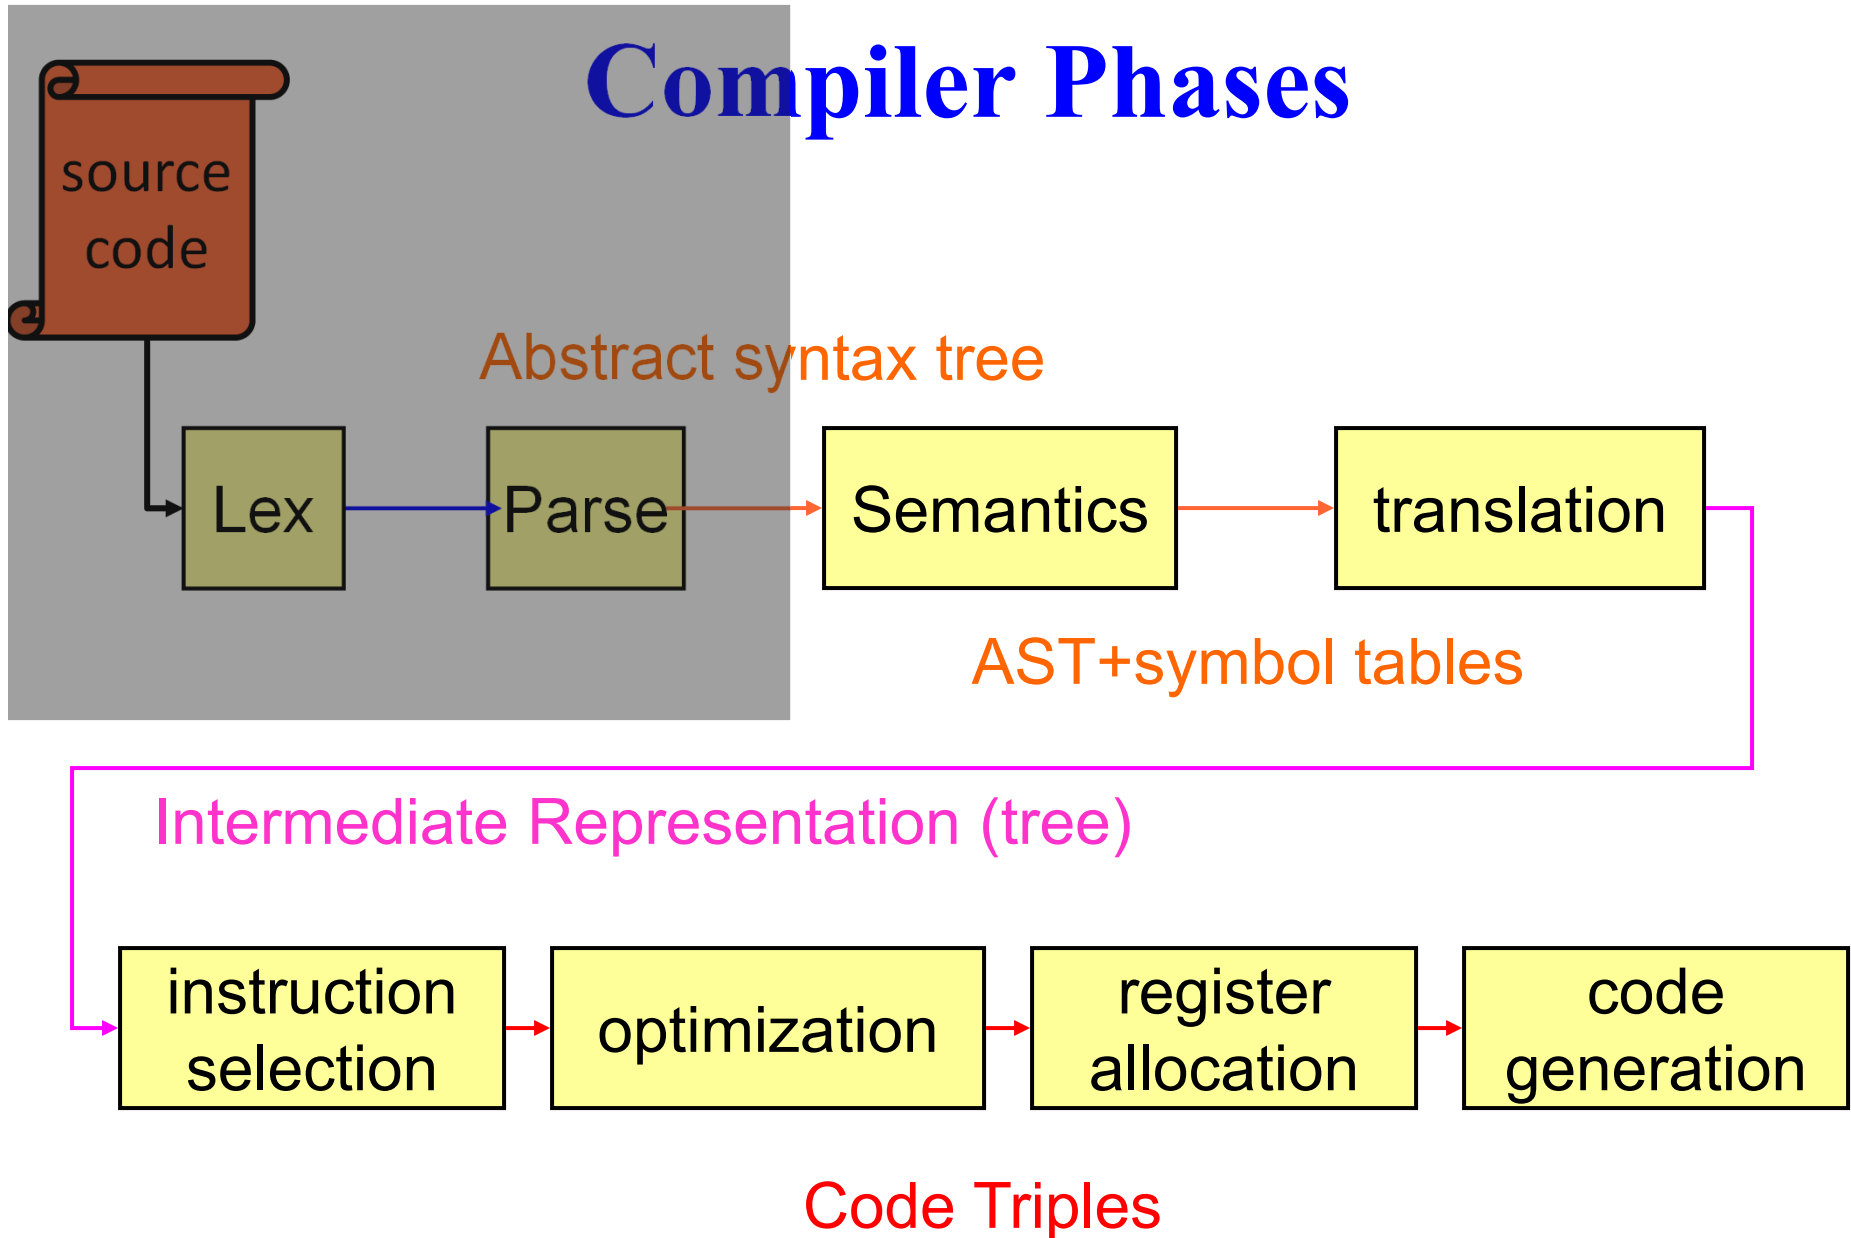 Compiler Phases
source
code
Abstract syntax tree
Lex
Parse
Semantics
translation
AST+symbol tables
Intermediate Representation (tree)
instruction
selection
optimization
register
allocation
code
generation
Code Triples